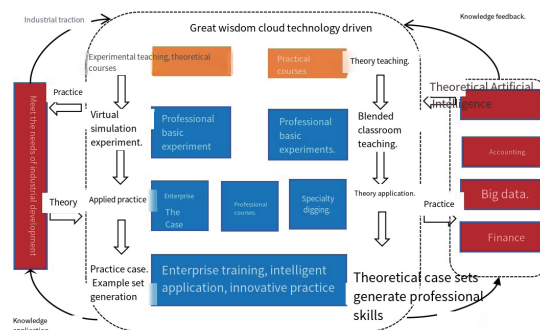 Industrial traction
Knowledge feedback.
Great wisdom cloud technology driven
Experimental teaching, theoretical
courses
Practical
courses
Theory teaching.
Theoretical Artificial
Intelligence
Practice
Meet the needs of industrial development
Virtual
simulation
experiment.
Professional
basic
experiment
Professional
basic
experiments.
Blended
classroom
teaching.
Accounting.
Theory
Applied practice
Enterprise
The
Case
Professional
courses.
Specialty
digging.
Theory application.
Practice
Big data.
Finance
Practice case.
Example set
generation
Enterprise training, intelligent
application, innovative practice
Theoretical case sets
generate professional
skills
Knowledge
application